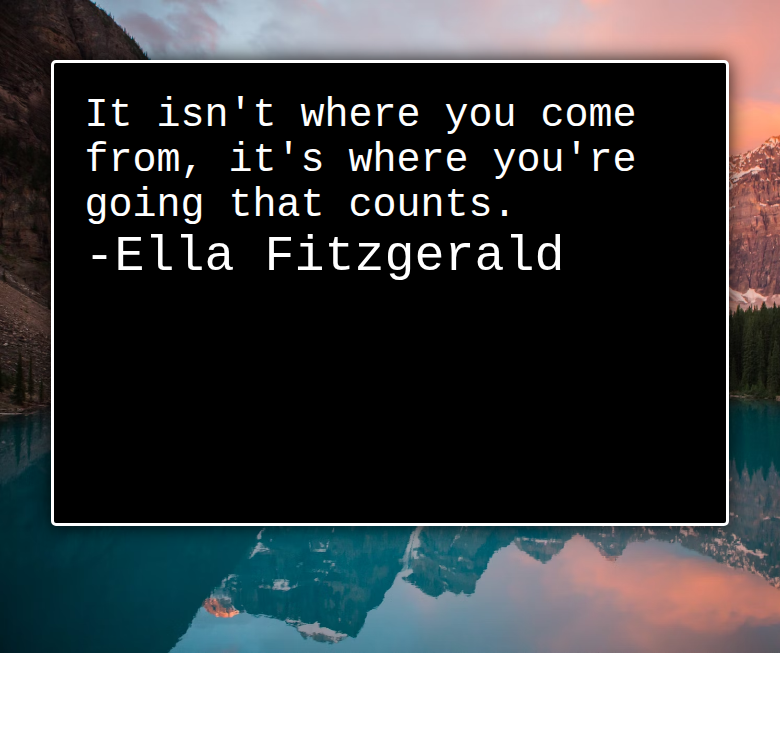 It isn't where you come
from, it's where you're
going that counts.
-Ella Fitzgerald